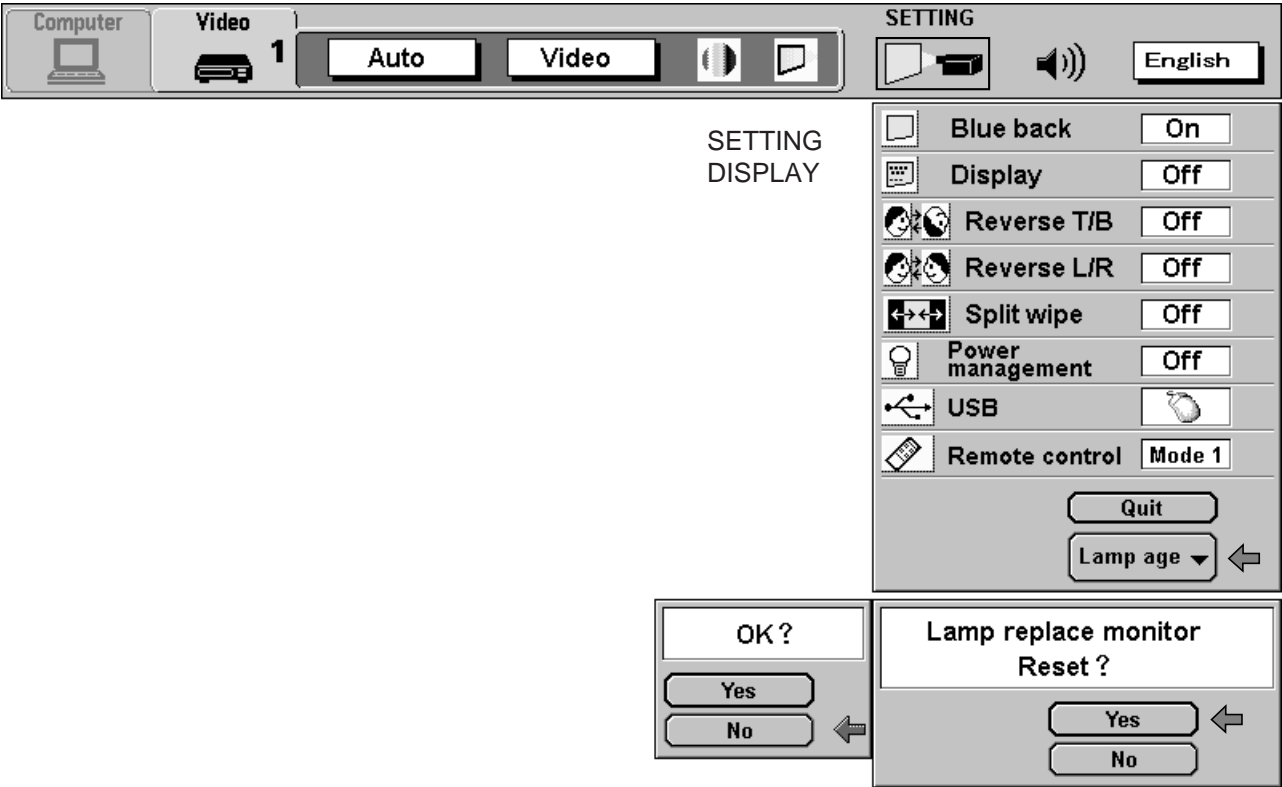 Computer
Video
1
Auto
Video
SETTING
English
SETTING
DISPLAY
Blue back On
Display Off
Reverse T/B Off
Reverse L/R Off
Split wipe Off
Power
management Off
USB
Remote control Mode 1
Quit
Lamp age
OK?
Yes
No
Lamp replace monitor
Reset?
Yes
No